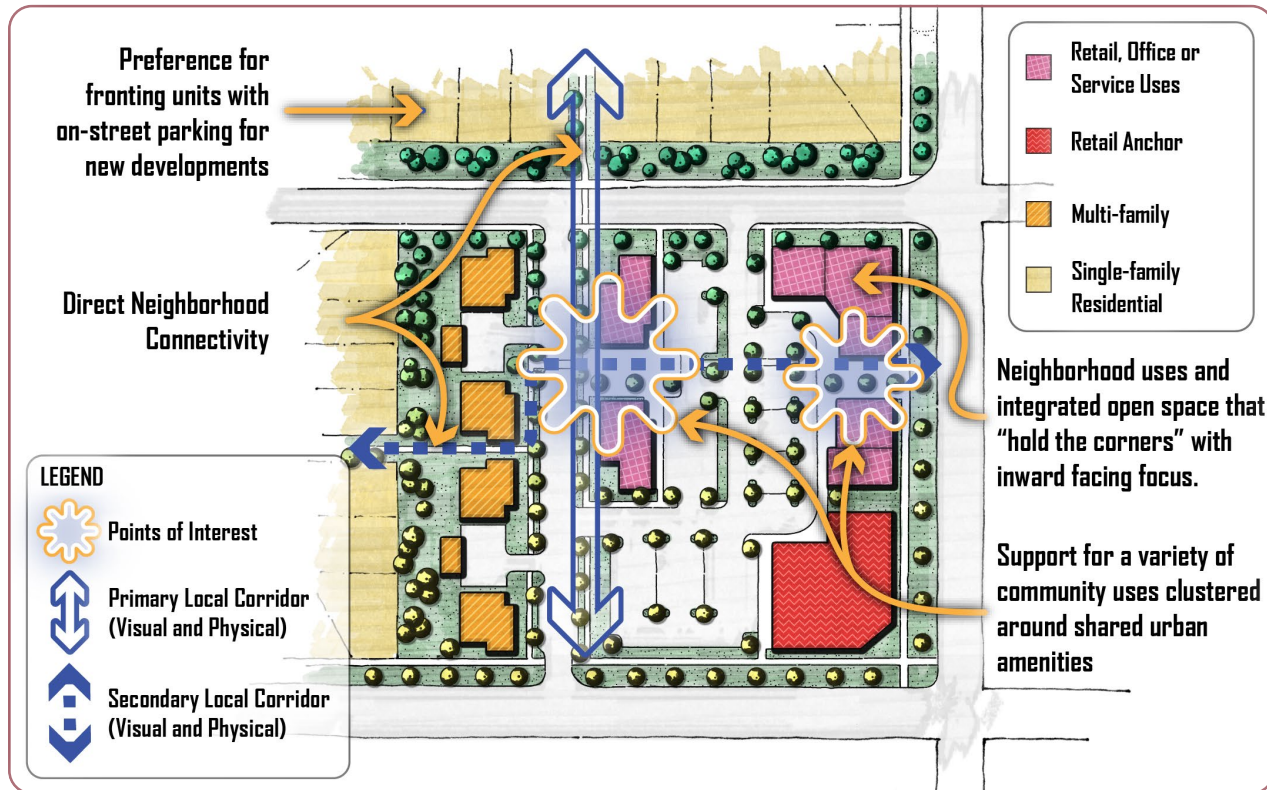 Preference for
fronting units with
on-street parking for
new developments
Direct Neighborhood
Connectivity
LEGEND
Points of Interest
Primary Local Corridor
(Visual and Physical)
Secondary Local Corridor
(Visual and Physical)
Retail, Office or
Service Uses
Retail Anchor
Multi-family
Single-family
Residential
Neighborhood uses and
integrated open space that
“hold the corners” with
inward facing focus.
Support for a variety of
community uses clustered
around shared urban
amenities